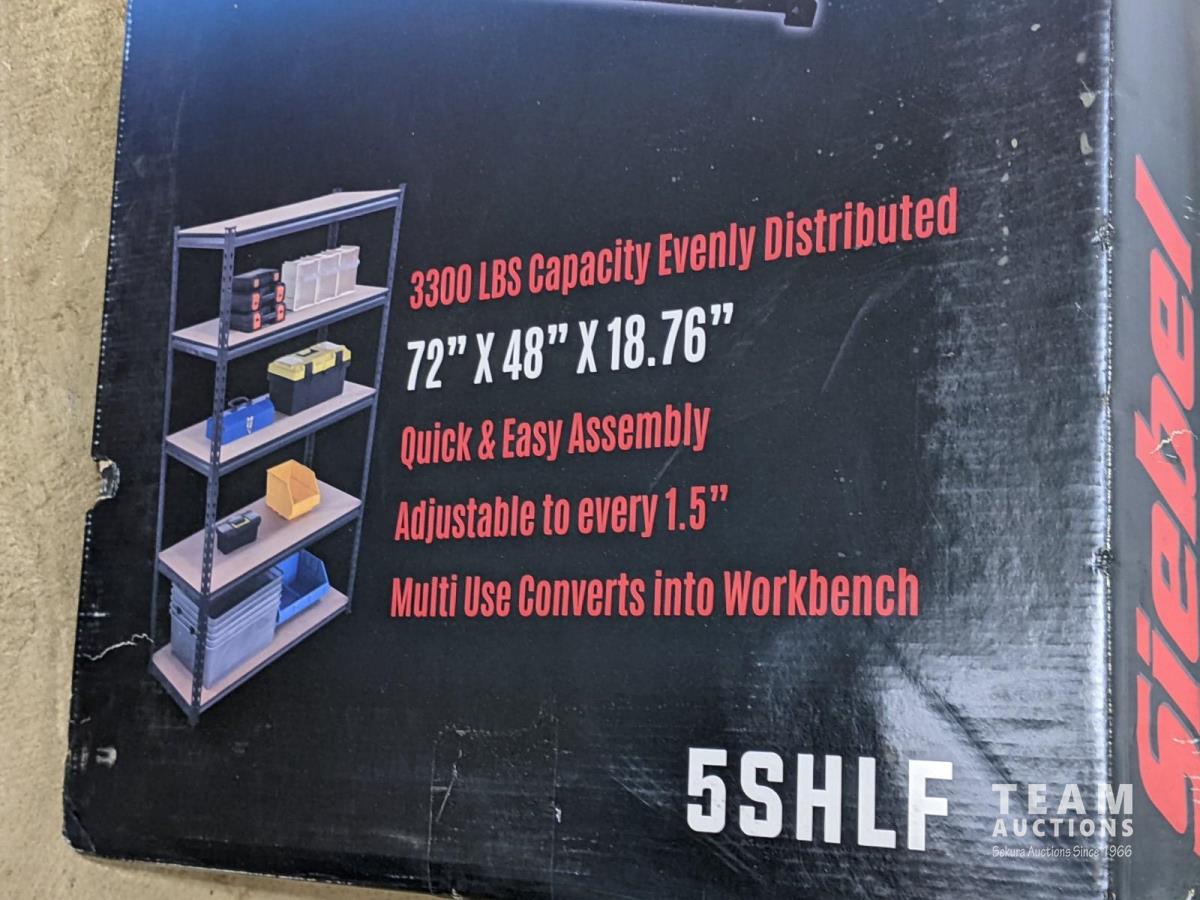 3300 LBS Capacity Evenly Distributed
72” X 48” X 18.76”
Quick & Easy Assembly
Adjustable to every 1.5”
Multi Use Converts into Workbench
5SHLF
Siebel
TEAM
AUCTIONS
Sekura Auctions Since 1966